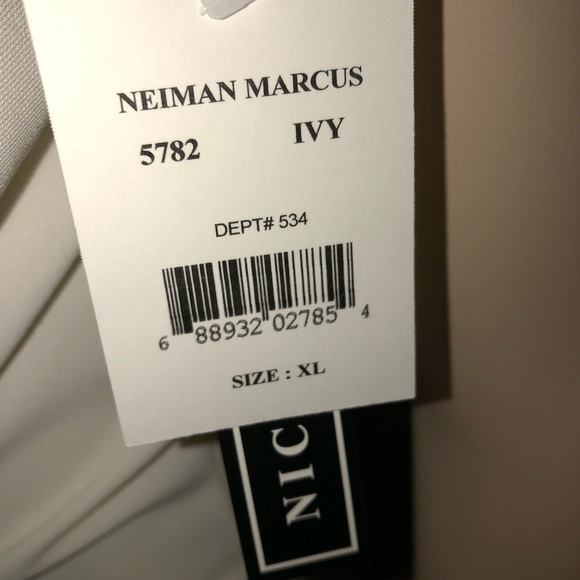 NEIMAN MARCUS
5782 IVY
DEPT# 534
6 88932 02785 4
SIZE : XL
NIC